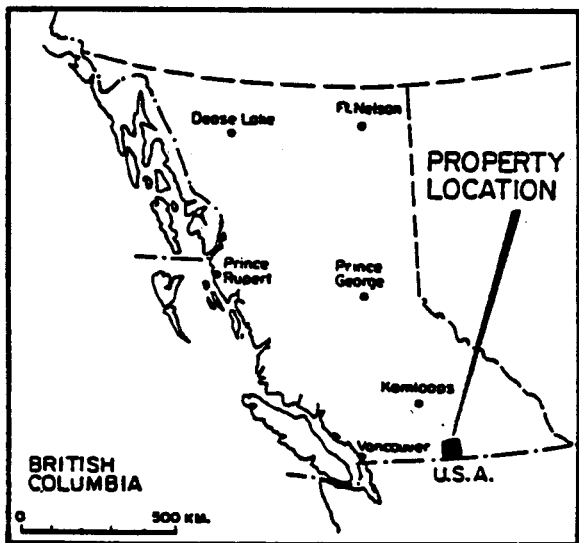 Dease Lake
Ft. Nelson
PROPERTY
LOCATION
Prince
Rupert
Prince
George
Kamloops
Vancouver
U.S.A.
BRITISH
COLUMBIA
0 500 KM.